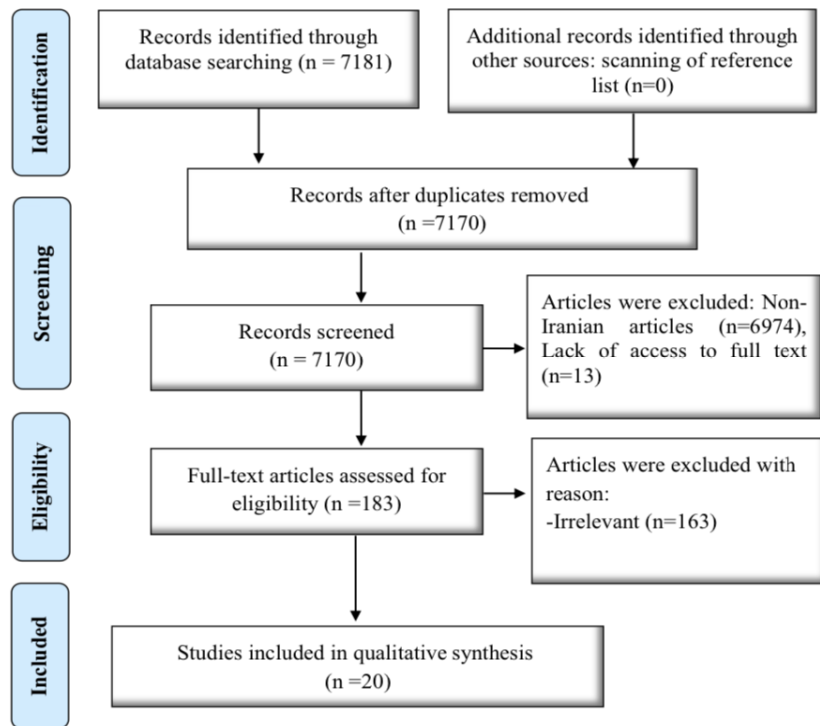 Identification
Records identified through
database searching (n = 7181)
Additional records identified through
other sources: scanning of reference
list (n=0)
Records after duplicates removed
(n =7170)
Screening
Records screened
(n = 7170)
Articles were excluded: Non-
Iranian articles (n=6974),
Lack of access to full text
(n=13)
Eligibility
Full-text articles assessed for
eligibility (n =183)
Articles were excluded with
reason:
-Irrelevant (n=163)
Included
Studies included in qualitative synthesis
(n =20)